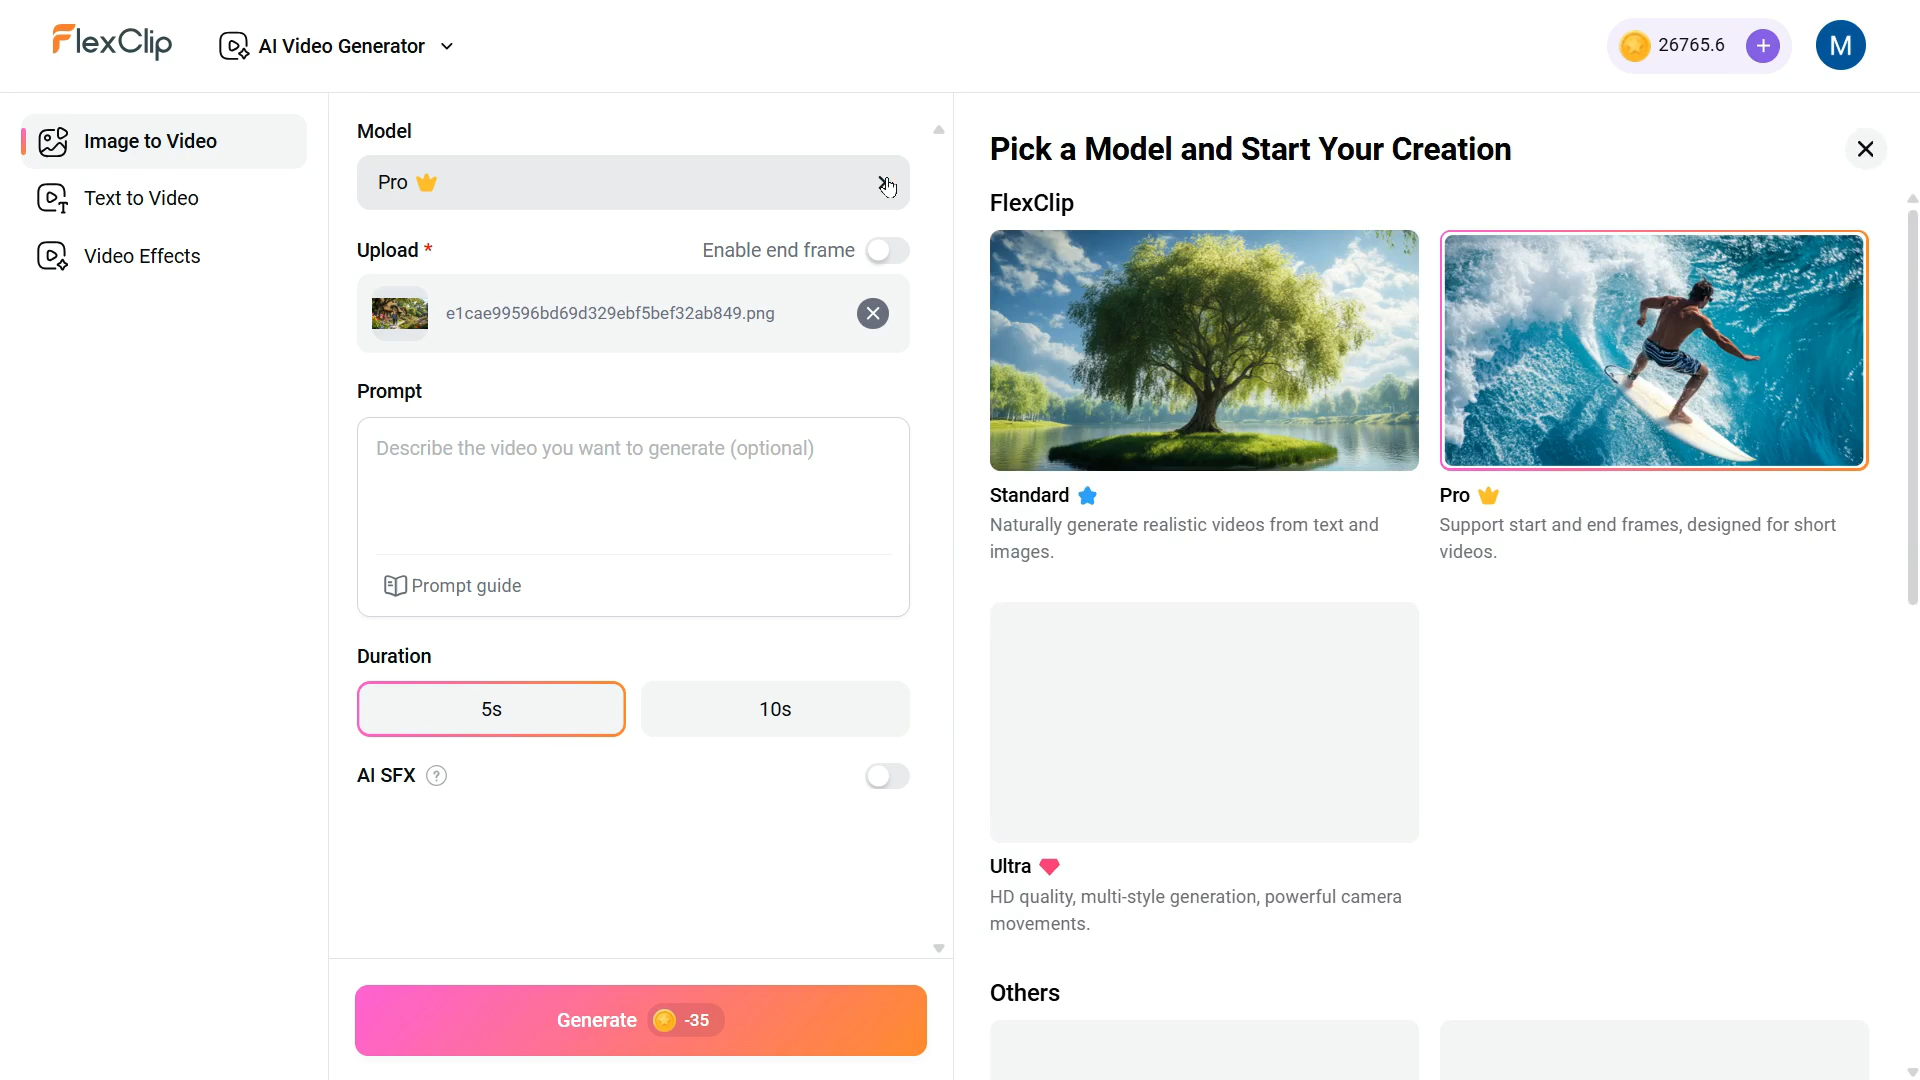 FlexClip
AI Video Generator
26765.6
M
Image to Video
Text to Video
Video Effects
Model
Pro
Upload *
Enable end frame
e1cae99596bd69d329ebf5bef32ab849.png
Prompt
Describe the video you want to generate (optional)
Prompt guide
Duration
5s
10s
AI SFX ?
Generate -35
Pick a Model and Start Your Creation
FlexClip
Standard
Naturally generate realistic videos from text and
images.
Pro
Support start and end frames, designed for short
videos.
Ultra
HD quality, multi-style generation, powerful camera
movements.
Others